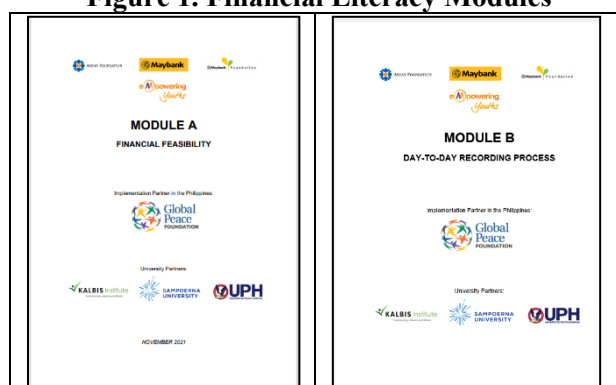 Figure 1. Financial Literacy Modules
ASEAN FOUNDATION
Maybank
Maybank Foundation
eMpowering
Youths
MODULE A
FINANCIAL FEASIBILITY
Implementation Partner in the Philippines:
Global
Peace
FOUNDATION
University Partners:
KALBIS Institute
SAMPOERNA
UNIVERSITY
UPH
NOVEMBER 2021
ASEAN FOUNDATION
Maybank
Maybank Foundation
eMpowering
Youths
MODULE B
DAY-TO-DAY RECORDING PROCESS
Implementation Partner in the Philippines:
Global
Peace
FOUNDATION
University Partners:
KALBIS Institute
SAMPOERNA
UNIVERSITY
UPH